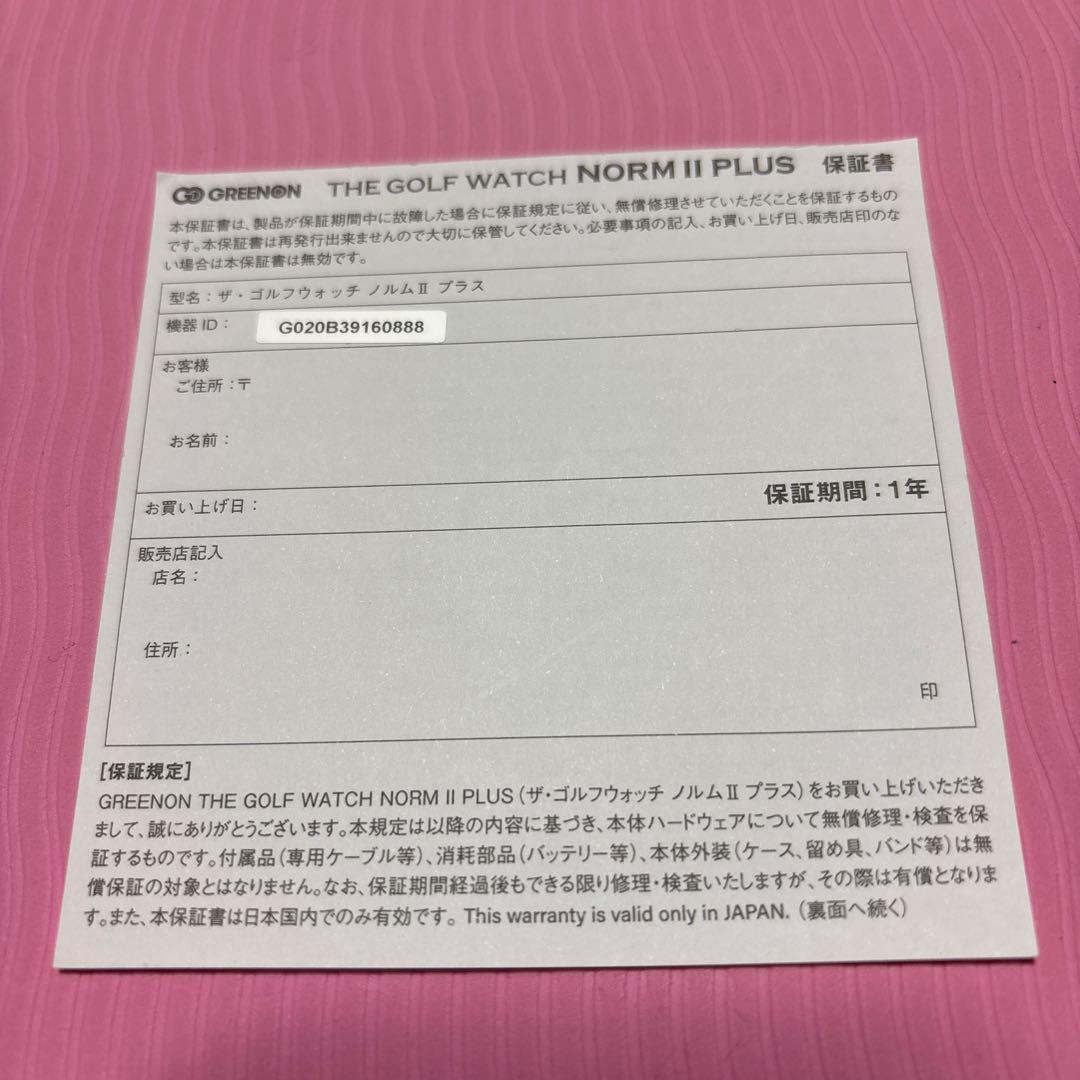 GREENON THE GOLF WATCH NORM II PLUS 保証書
本保証書は、製品が保証期間中に故障した場合に保証規定に従い、無償修理させていただくことを保証するもの
です。本保証書は再発行出来ませんので大切に保管してください。必要事項の記入、お買い上げ日、販売店印のな
い場合は本保証書は無効です。
型名：ザ・ゴルフウォッチ ノルムⅡ プラス
機器 ID： G020B39160888
お客様
ご住所：〒
お名前：
お買い上げ日： 保証期間：1年
販売店記入
店名：
住所：
印
[保証規定]
GREENON THE GOLF WATCH NORM II PLUS（ザ・ゴルフウォッチ ノルムⅡ プラス）をお買い上げいただき
まして、誠にありがとうございます。本規定は以降の内容に基づき、本体ハードウェアについて無償修理・検査を保
証するものです。付属品（専用ケーブル等）、消耗部品（バッテリー等）、本体外装（ケース、留め具、バンド等）は無
償保証の対象とはなりません。なお、保証期間経過後もできる限り修理・検査いたしますが、その際は有償となりま
す。また、本保証書は日本国内でのみ有効です。 This warranty is valid only in JAPAN.（裏面へ続く）